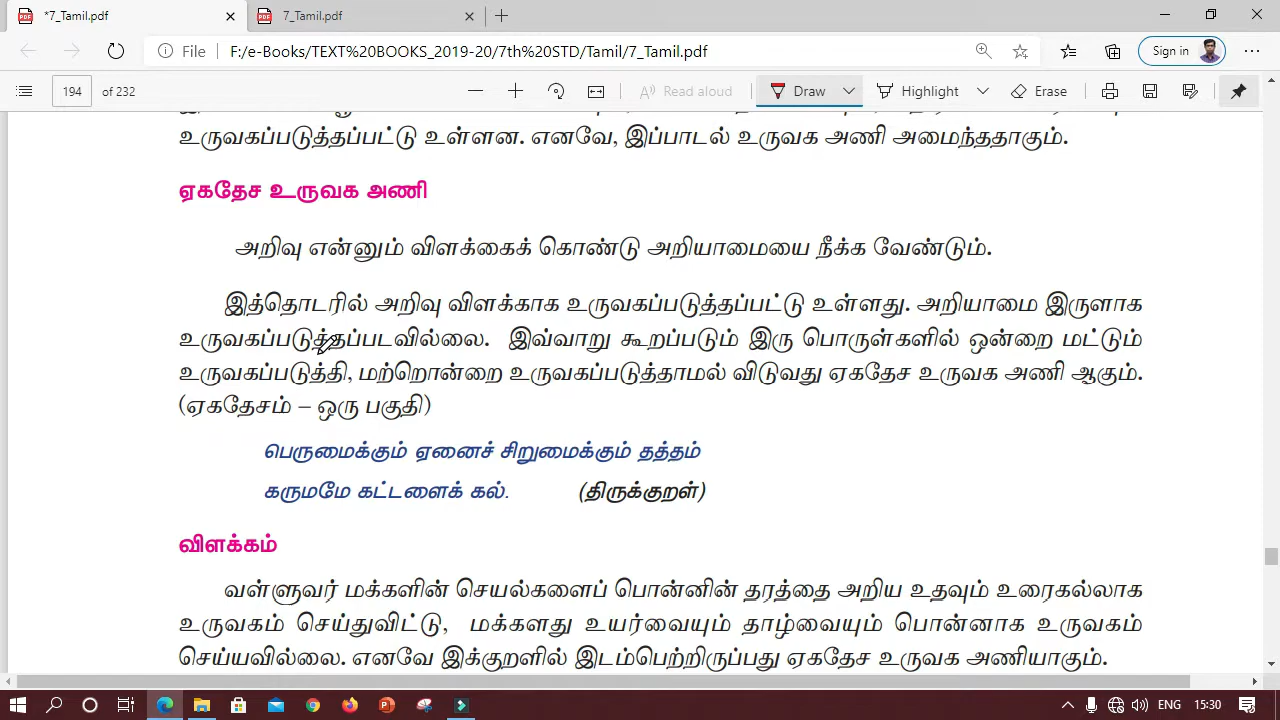 *7_Tamil.pdf
7_Tamil.pdf
File F:/e-Books/TEXT%20BOOKS_2019-20/7th%20STD/Tamil/7_Tamil.pdf Sign in
194 of 232 Read aloud Draw Highlight Erase
உருவகப்படுத்தப்பட்டு உள்ளன. எனவே, இப்பாடல் உருவக அணி அமைந்ததாகும்.
ஏகதேச உருவக அணி
அறிவு என்னும் விளக்கைக் கொண்டு அறியாமையை நீக்க வேண்டும்.
இத்தொடரில் அறிவு விளக்காக உருவகப்படுத்தப்பட்டு உள்ளது. அறியாமை இருளாக
உருவகப்படுத்தப்படவில்லை. இவ்வாறு கூறப்படும் இரு பொருள்களில் ஒன்றை மட்டும்
உருவகப்படுத்தி, மற்றொன்றை உருவகப்படுத்தாமல் விடுவது ஏகதேச உருவக அணி ஆகும்.
(ஏகதேசம் – ஒரு பகுதி)
பெருமைக்கும் ஏனைச் சிறுமைக்கும் தத்தம்
கருமமே கட்டளைக் கல். (திருக்குறள்)
விளக்கம்
வள்ளுவர் மக்களின் செயல்களைப் பொன்னின் தரத்தை அறிய உதவும் உரைகல்லாக
உருவகம் செய்துவிட்டு, மக்களது உயர்வையும் தாழ்வையும் பொன்னாக உருவகம்
செய்யவில்லை. எனவே இக்குறளில் இடம்பெற்றிருப்பது ஏகதேச உருவக அணியாகும்.
ENG 15:30